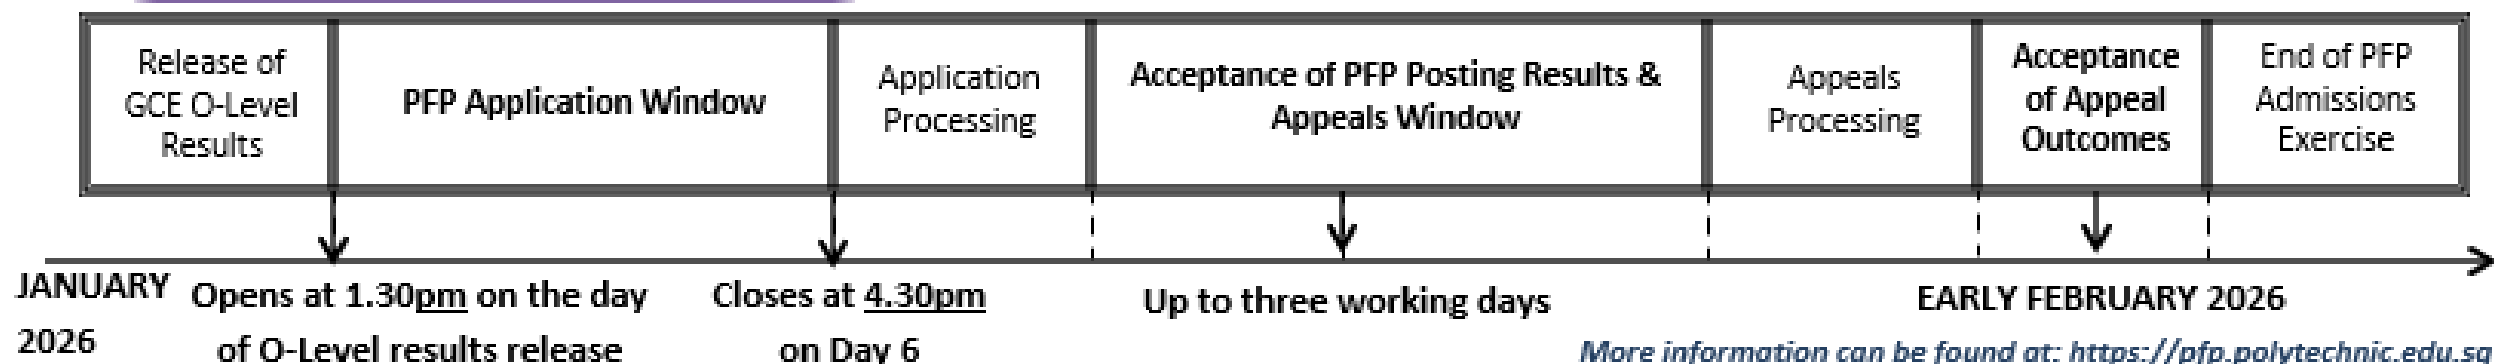 Release of
GCE O-Level
Results
PFP Application Window
Application
Processing
Acceptance of PFP Posting Results &
Appeals Window
Appeals
Processing
Acceptance
of Appeal
Outcomes
End of PFP
Admissions
Exercise
JANUARY
2026
Opens at 1.30pm on the day
of O-Level results release
Closes at 4.30pm
on Day 6
Up to three working days
EARLY FEBRUARY 2026
More information can be found at: https://pfp.polytechnic.edu.sg